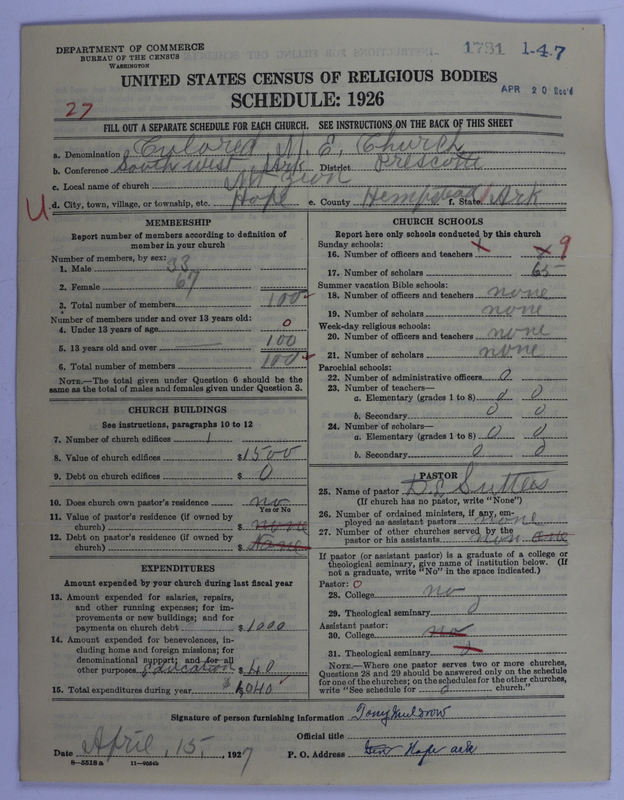 DEPARTMENT OF COMMERCE
BUREAU OF THE CENSUS
WASHINGTON
1731 1-4-7
UNITED STATES CENSUS OF RELIGIOUS BODIES
SCHEDULE: 1926
APR 20 Rec'd
27
FILL OUT A SEPARATE SCHEDULE FOR EACH CHURCH. SEE INSTRUCTIONS ON THE BACK OF THIS SHEET
a. Denomination Colored M. E. Church
b. Conference South West Ark District Prescott
c. Local name of church Mt Zion
U d. City, town, village, or township, etc. Hope e. County Hempstead f. State Ark
MEMBERSHIP
Report number of members according to definition of
member in your church
Number of members, by sex:
1. Male 33
2. Female 67
3. Total number of members 100
Number of members under and over 13 years old:
4. Under 13 years of age 0
5. 13 years old and over 100
6. Total number of members 100
NOTE.—The total given under Question 6 should be the
same as the total of males and females given under Question 3.
CHURCH BUILDINGS
See instructions, paragraphs 10 to 12
7. Number of church edifices 1
8. Value of church edifices $1500
9. Debt on church edifices $ 0
10. Does church own pastor's residence no
Yes or No
11. Value of pastor's residence (if owned by
church) $ none
12. Debt on pastor's residence (if owned by
church) $ none
EXPENDITURES
Amount expended by your church during last fiscal year
13. Amount expended for salaries, repairs,
and other running expenses; for im-
provements or new buildings; and for
payments on church debt $1000
14. Amount expended for benevolences, in-
cluding home and foreign missions; for
denominational support; and for all
other purposes Education $40
15. Total expenditures during year $1040
CHURCH SCHOOLS
Report here only schools conducted by this church
Sunday schools:
16. Number of officers and teachers x x 9
17. Number of scholars 65
Summer vacation Bible schools:
18. Number of officers and teachers none
19. Number of scholars none
Week-day religious schools:
20. Number of officers and teachers none
21. Number of scholars none
Parochial schools:
22. Number of administrative officers 0
23. Number of teachers—
a. Elementary (grades 1 to 8) 0 0
b. Secondary 0 0
24. Number of scholars—
a. Elementary (grades 1 to 8) 0 0
b. Secondary 0 0
PASTOR
25. Name of pastor
(If church has no pastor, write "None")
26. Number of ordained ministers, if any, em-
ployed as assistant pastors none
27. Number of other churches served by the
pastor or his assistants non
If pastor (or assistant pastor) is a graduate of a college or
theological seminary, give name of institution below. (If
not a graduate, write "No" in the space indicated.)
Pastor: 0
28. College no
29. Theological seminary
Assistant pastor:
30. College no
31. Theological seminary
NOTE.—Where one pastor serves two or more churches,
Questions 28 and 29 should be answered only on the schedule
for one of the churches; on the schedules for the other churches,
write "See schedule for 0 church."
Signature of person furnishing information Tony
Official title
Date April, 15, 1927 P. O. Address Hope ark
8—5518a 11—9054b